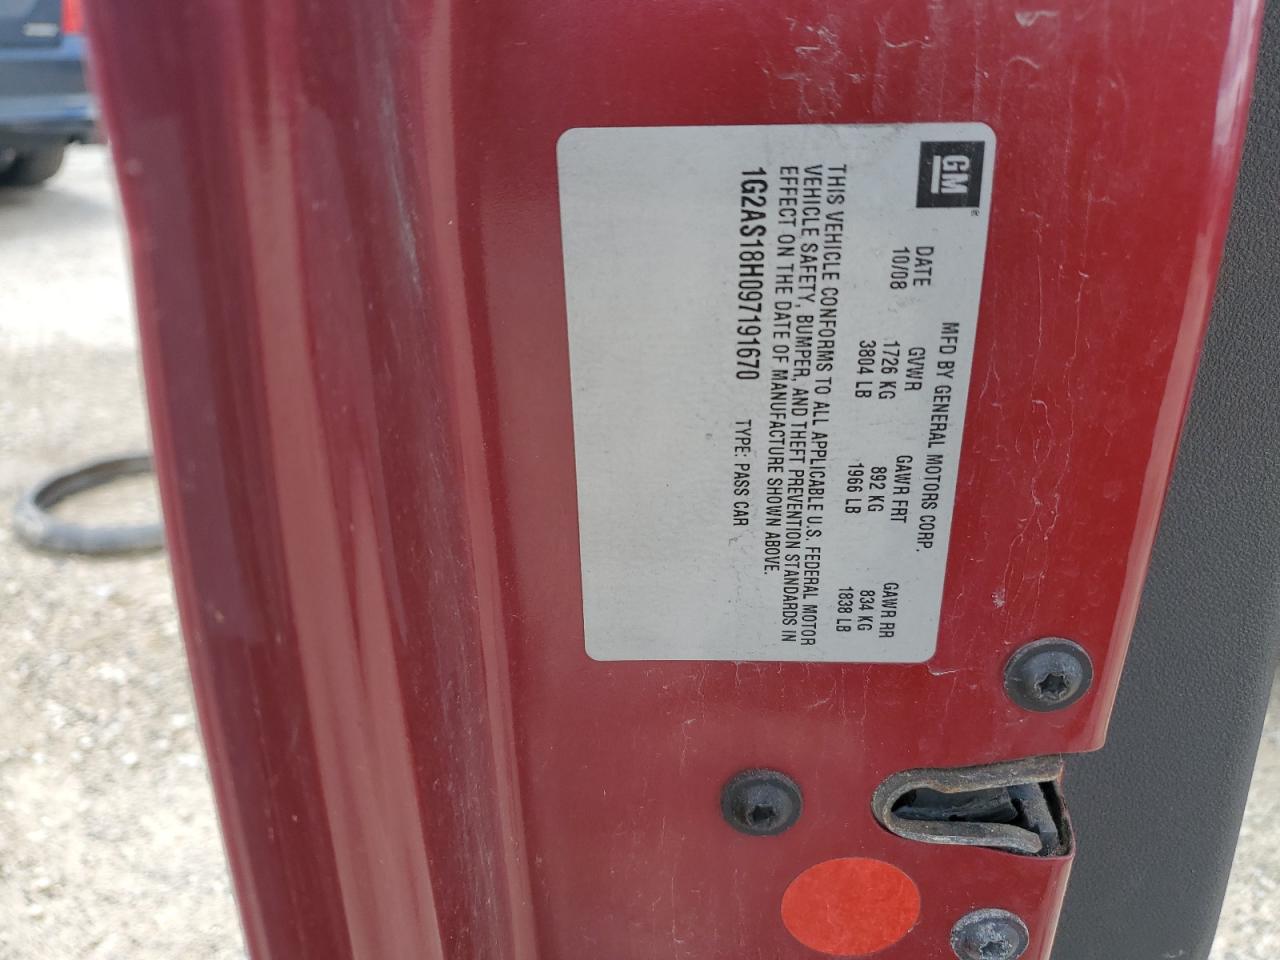 GM®
MFD BY GENERAL MOTORS CORP.
DATE GVWR GAWR FRT GAWR RR
10/08 1726 KG 892 KG 834 KG
3804 LB 1966 LB 1838 LB
THIS VEHICLE CONFORMS TO ALL APPLICABLE U.S. FEDERAL MOTOR
VEHICLE SAFETY, BUMPER, AND THEFT PREVENTION STANDARDS IN
EFFECT ON THE DATE OF MANUFACTURE SHOWN ABOVE.
1G2AS18H097191670 TYPE: PASS CAR